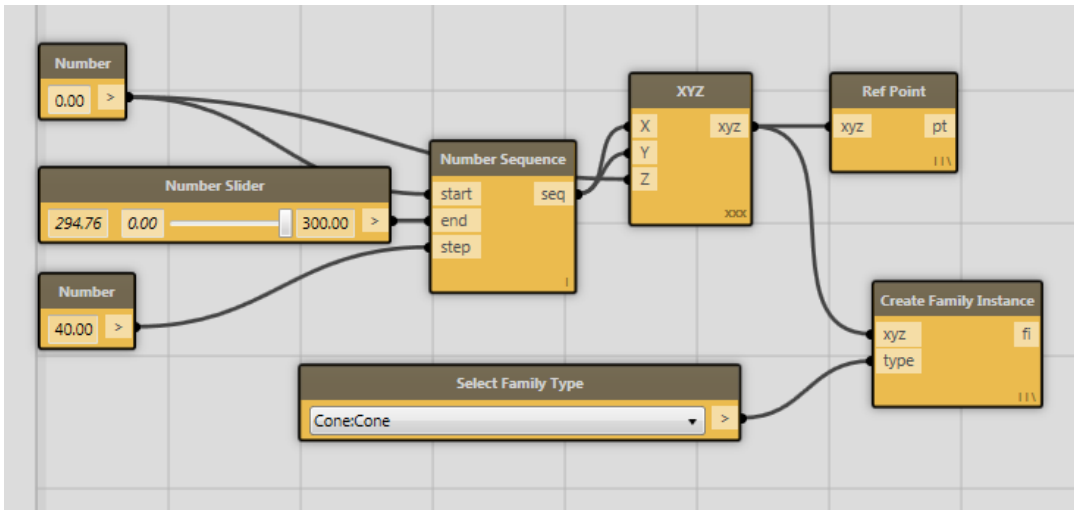 Number
0.00 >
Number Slider
294.76 0.00 300.00 >
Number
40.00 >
Number Sequence
start seq
end
step
I
XYZ
X xyz
Y
Z
xxx
Ref Point
xyz pt
I I \
Select Family Type
Cone:Cone >
Create Family Instance
xyz fi
type
I I \